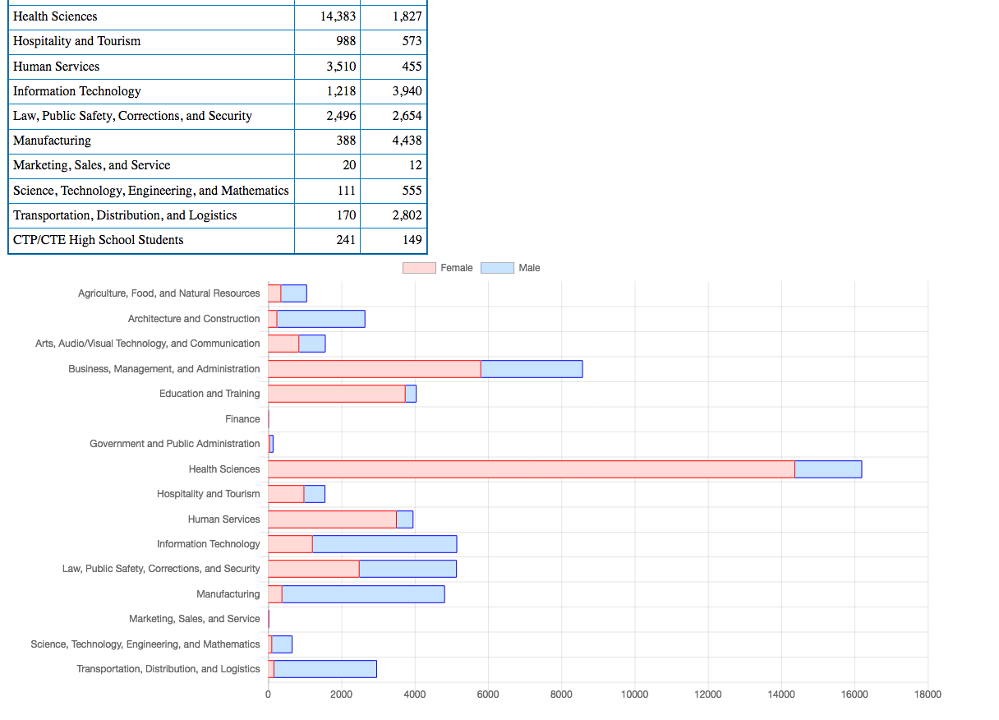 Health Sciences 14,383 1,827
Hospitality and Tourism 988 573
Human Services 3,510 455
Information Technology 1,218 3,940
Law, Public Safety, Corrections, and Security 2,496 2,654
Manufacturing 388 4,438
Marketing, Sales, and Service 20 12
Science, Technology, Engineering, and Mathematics 111 555
Transportation, Distribution, and Logistics 170 2,802
CTP/CTE High School Students 241 149
Female Male
Agriculture, Food, and Natural Resources
Architecture and Construction
Arts, Audio/Visual Technology, and Communication
Business, Management, and Administration
Education and Training
Finance
Government and Public Administration
Health Sciences
Hospitality and Tourism
Human Services
Information Technology
Law, Public Safety, Corrections, and Security
Manufacturing
Marketing, Sales, and Service
Science, Technology, Engineering, and Mathematics
Transportation, Distribution, and Logistics
0 2000 4000 6000 8000 10000 12000 14000 16000 18000